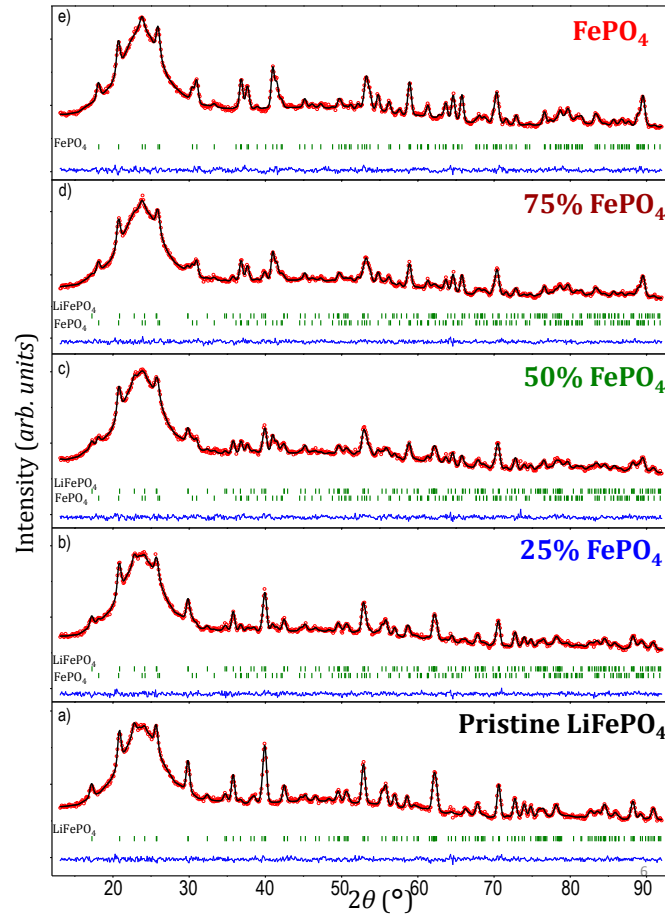 e)
FePO4
FePO4
d)
75% FePO4
LiFePO4
FePO4
c)
50% FePO4
LiFePO4
FePO4
b)
25% FePO4
LiFePO4
FePO4
a)
Pristine LiFePO4
LiFePO4
Intensity (arb. units)
20 30 40 50 60 70 80 90
2θ (°)
6